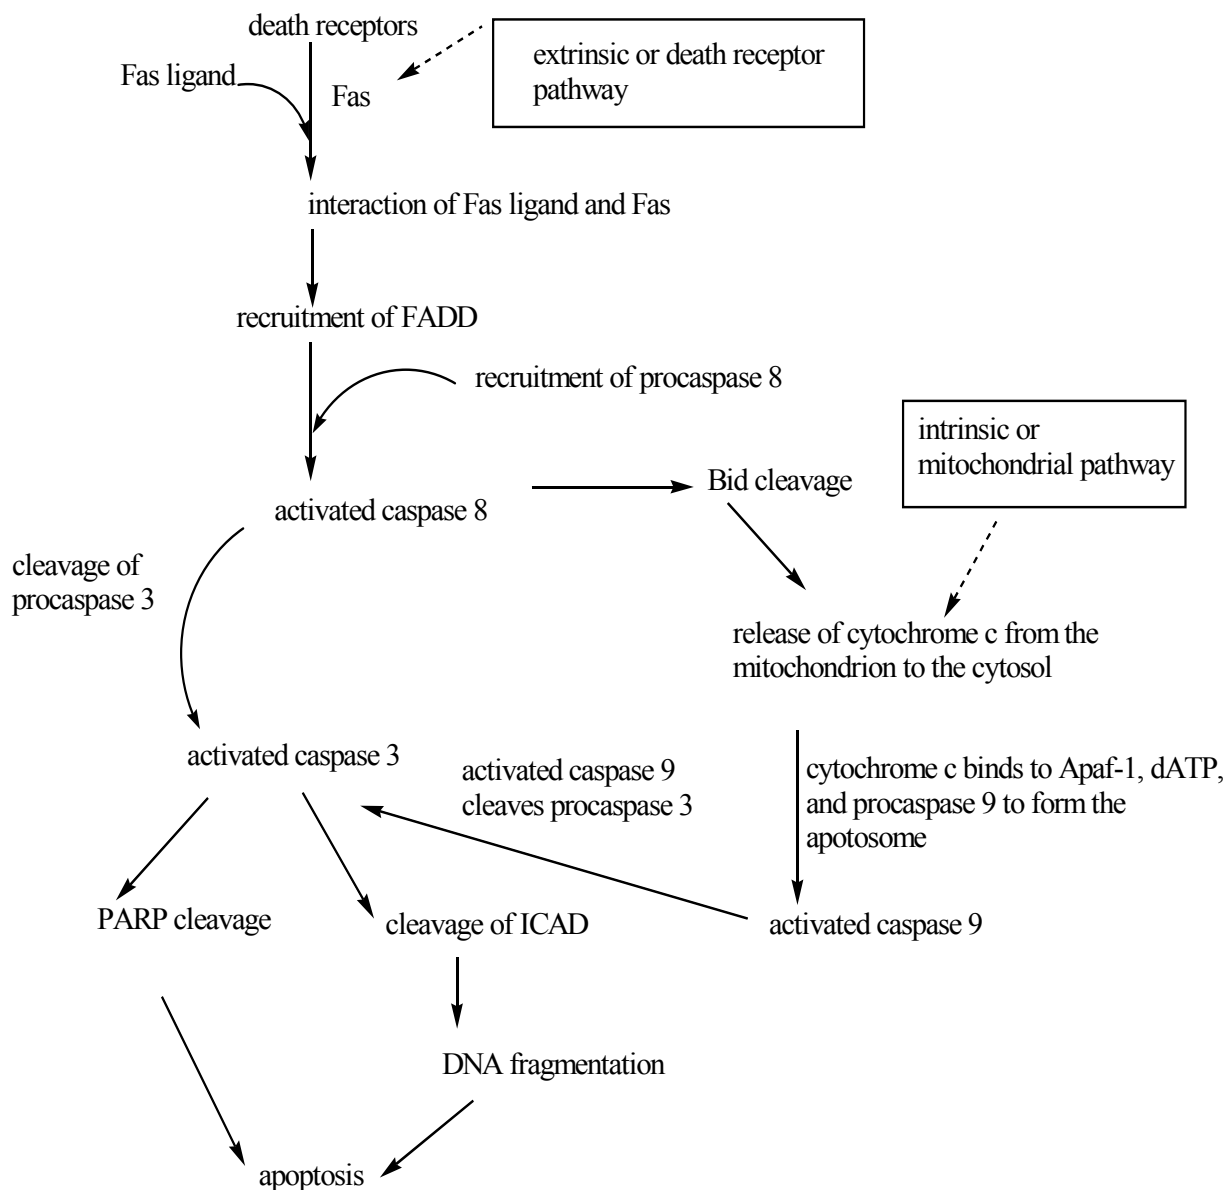 death receptors
extrinsic or death receptor
pathway
Fas ligand
Fas
interaction of Fas ligand and Fas
recruitment of FADD
recruitment of procaspase 8
intrinsic or
mitochondrial pathway
Bid cleavage
activated caspase 8
cleavage of
procaspase 3
release of cytochrome c from the
mitochondrion to the cytosol
activated caspase 3
activated caspase 9
cleaves procaspase 3
cytochrome c binds to Apaf-1, dATP,
and procaspase 9 to form the
apotosome
PARP cleavage
cleavage of ICAD
activated caspase 9
DNA fragmentation
apoptosis